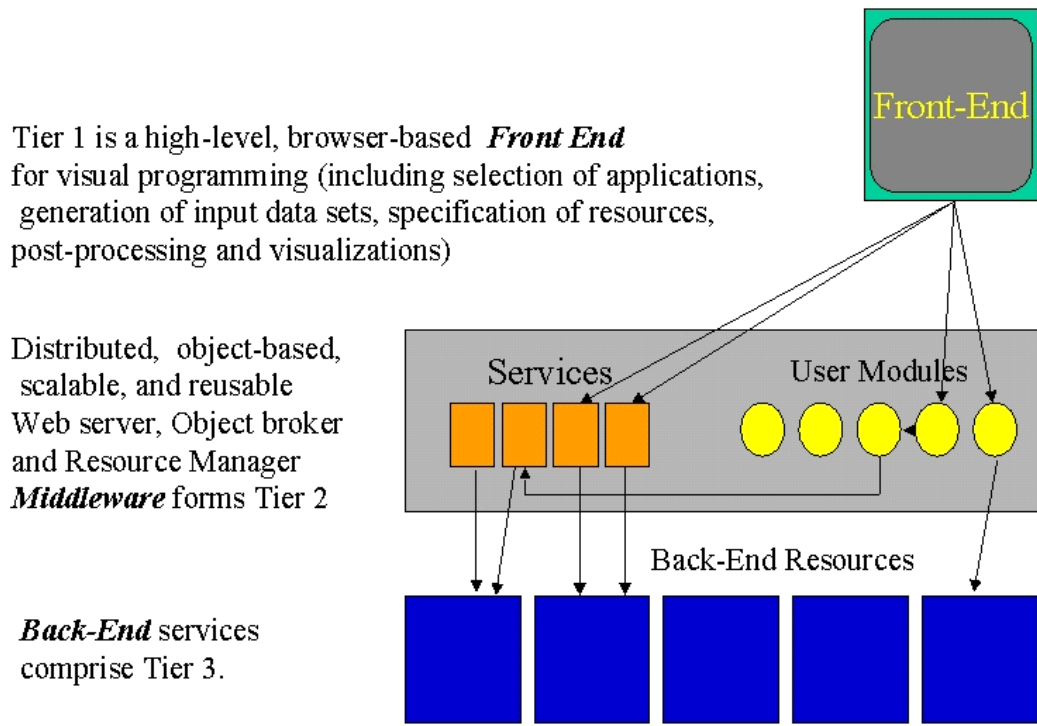 Front-End
Tier 1 is a high-level, browser-based Front End
for visual programming (including selection of applications,
generation of input data sets, specification of resources,
post-processing and visualizations)
Distributed, object-based,
scalable, and reusable
Web server, Object broker
and Resource Manager
Middleware forms Tier 2
Services
User Modules
Back-End Resources
Back-End services
comprise Tier 3.